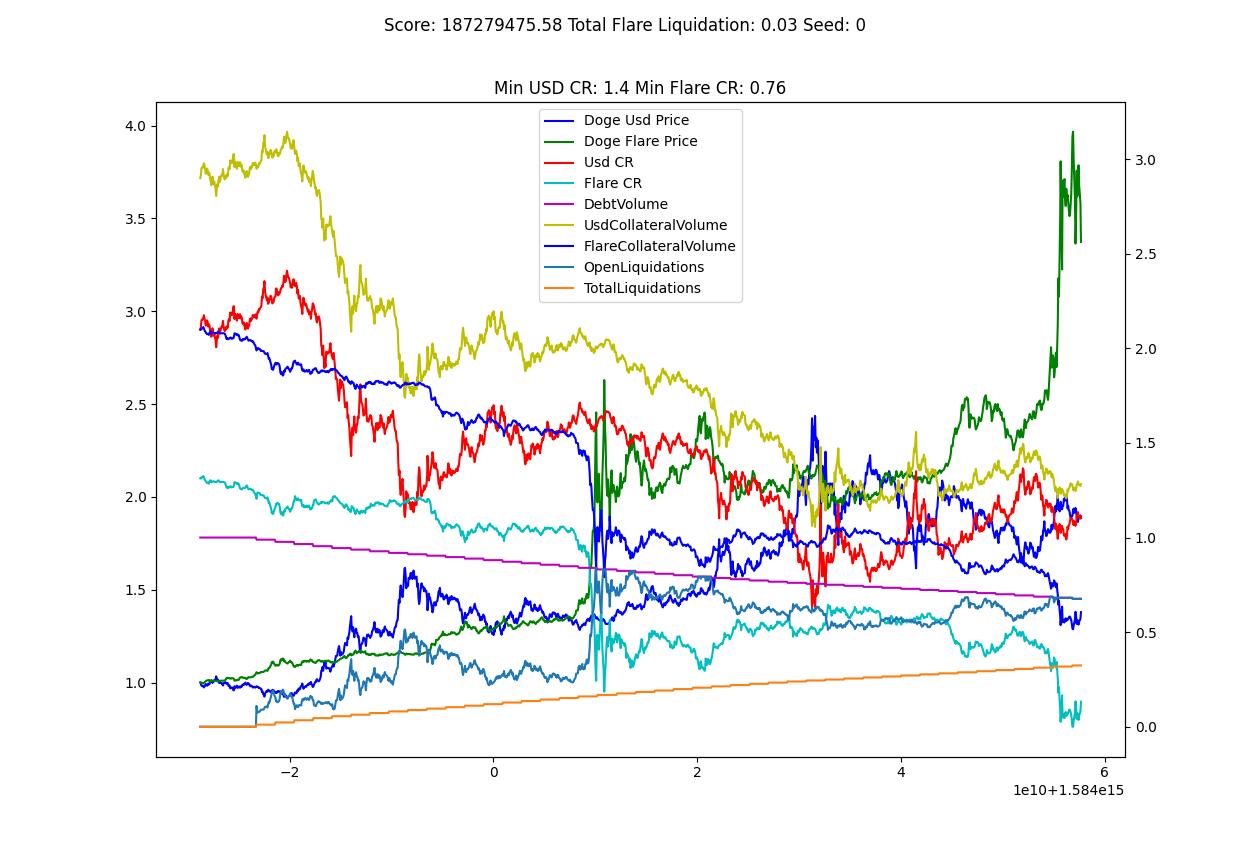 Score: 187279475.58 Total Flare Liquidation: 0.03 Seed: 0
Min USD CR: 1.4 Min Flare CR: 0.76
Doge Usd Price
Doge Flare Price
Usd CR
Flare CR
DebtVolume
UsdCollateralVolume
FlareCollateralVolume
OpenLiquidations
TotalLiquidations
4.0
3.5
3.0
2.5
2.0
1.5
1.0
3.0
2.5
2.0
1.5
1.0
0.5
0.0
−2 0 2 4 6
1e10+1.584e15